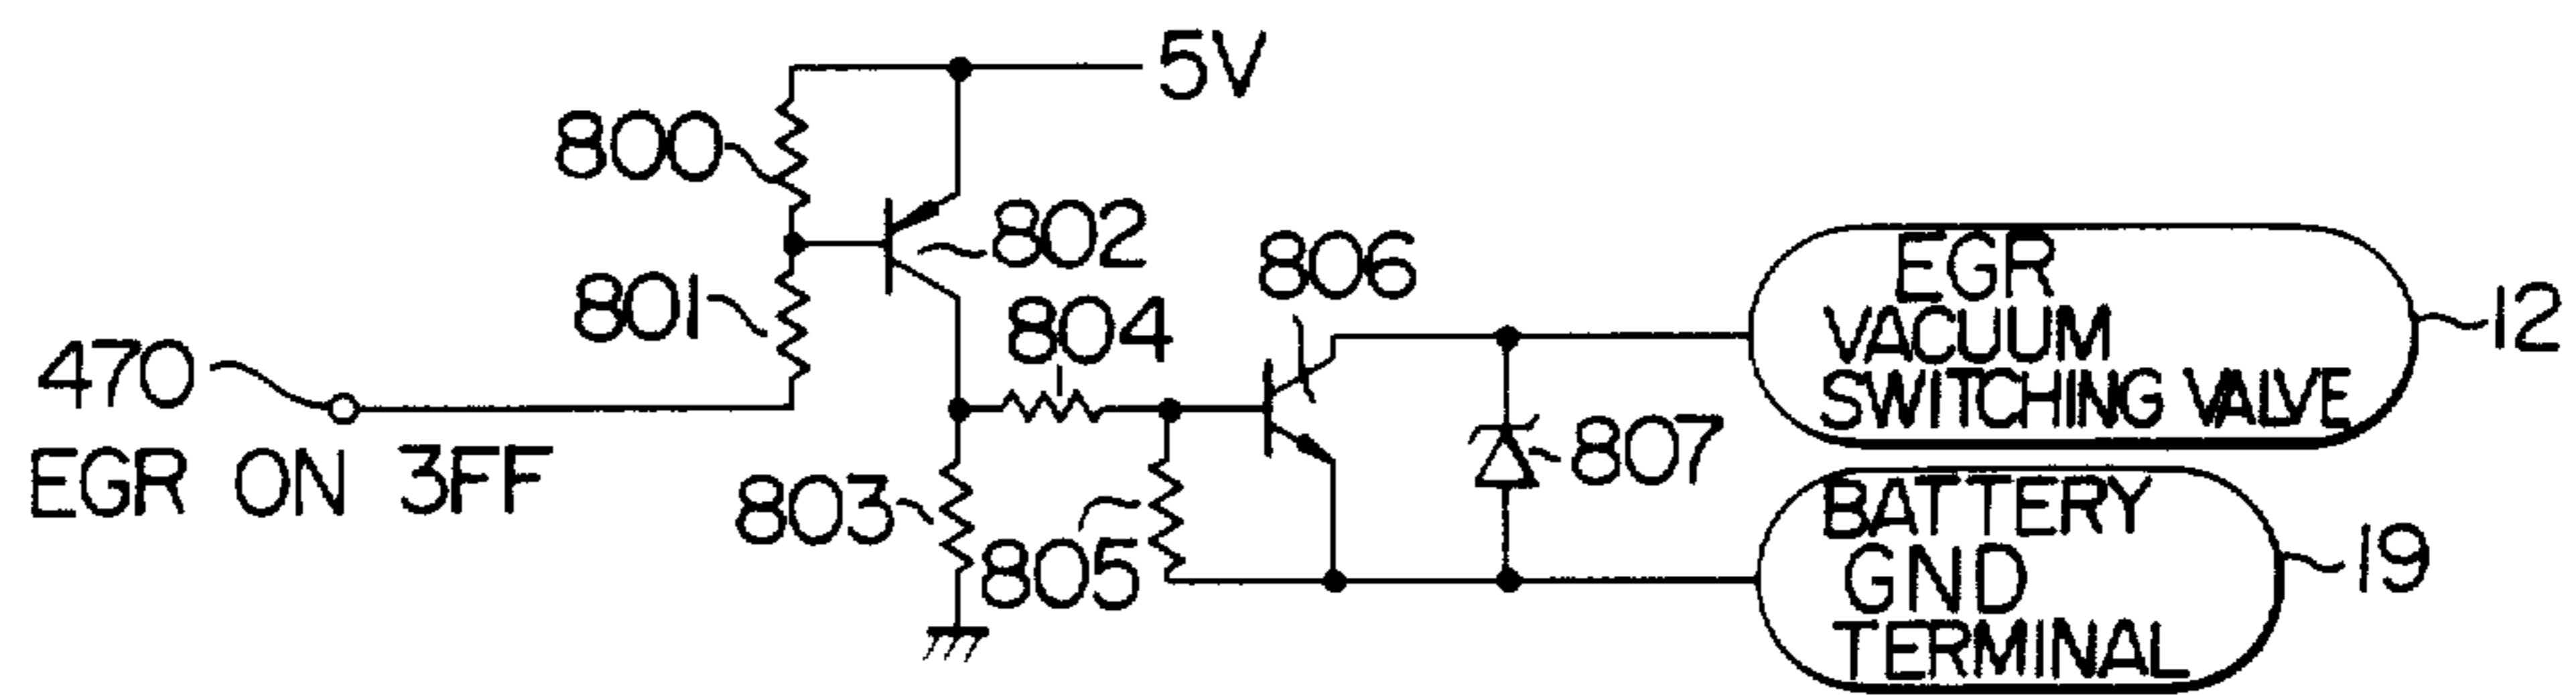 5V
800
802
801
804
806
470
EGR ON 3FF
803
805
807
EGR
VACUUM
SWITCHING VALVE
12
BATTERY
GND
TERMINAL
19